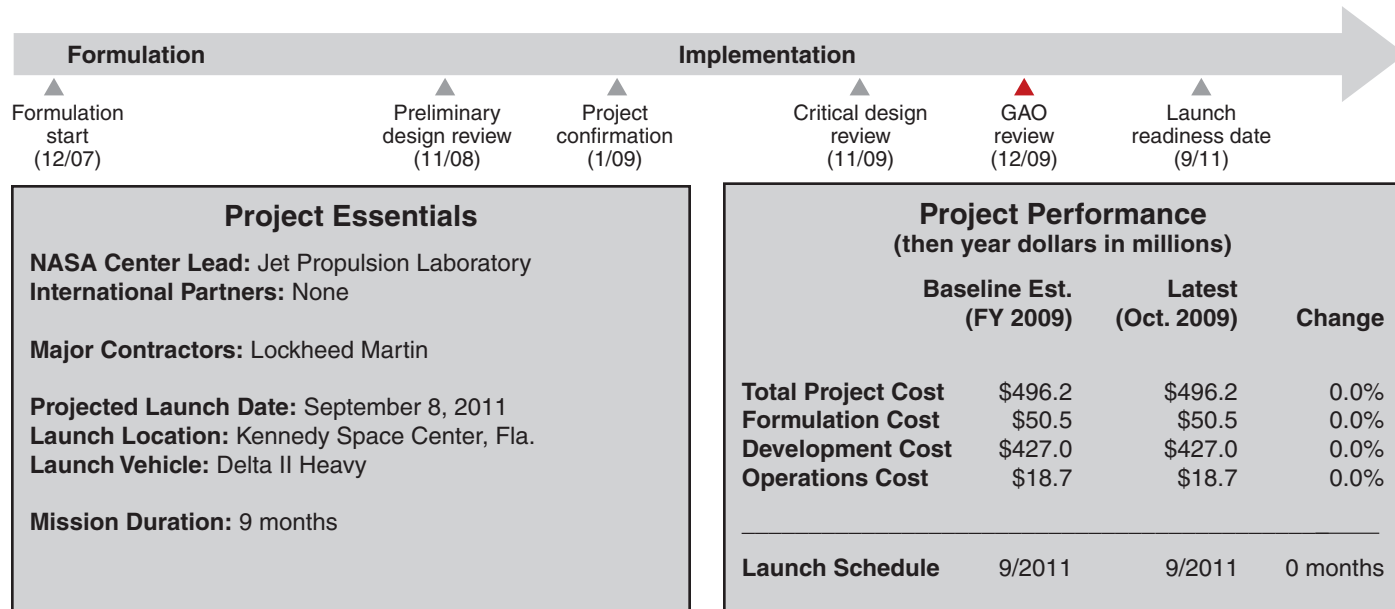 Formulation Implementation
Formulation start (12/07)
Preliminary design review (11/08)
Project confirmation (1/09)
Critical design review (11/09)
GAO review (12/09)
Launch readiness date (9/11)
Project Essentials
NASA Center Lead: Jet Propulsion Laboratory
International Partners: None
Major Contractors: Lockheed Martin
Projected Launch Date: September 8, 2011
Launch Location: Kennedy Space Center, Fla.
Launch Vehicle: Delta II Heavy
Mission Duration: 9 months
Project Performance
(then year dollars in millions)
Baseline Est. Latest
(FY 2009) (Oct. 2009) Change
Total Project Cost $496.2 $496.2 0.0%
Formulation Cost $50.5 $50.5 0.0%
Development Cost $427.0 $427.0 0.0%
Operations Cost $18.7 $18.7 0.0%
Launch Schedule 9/2011 9/2011 0 months